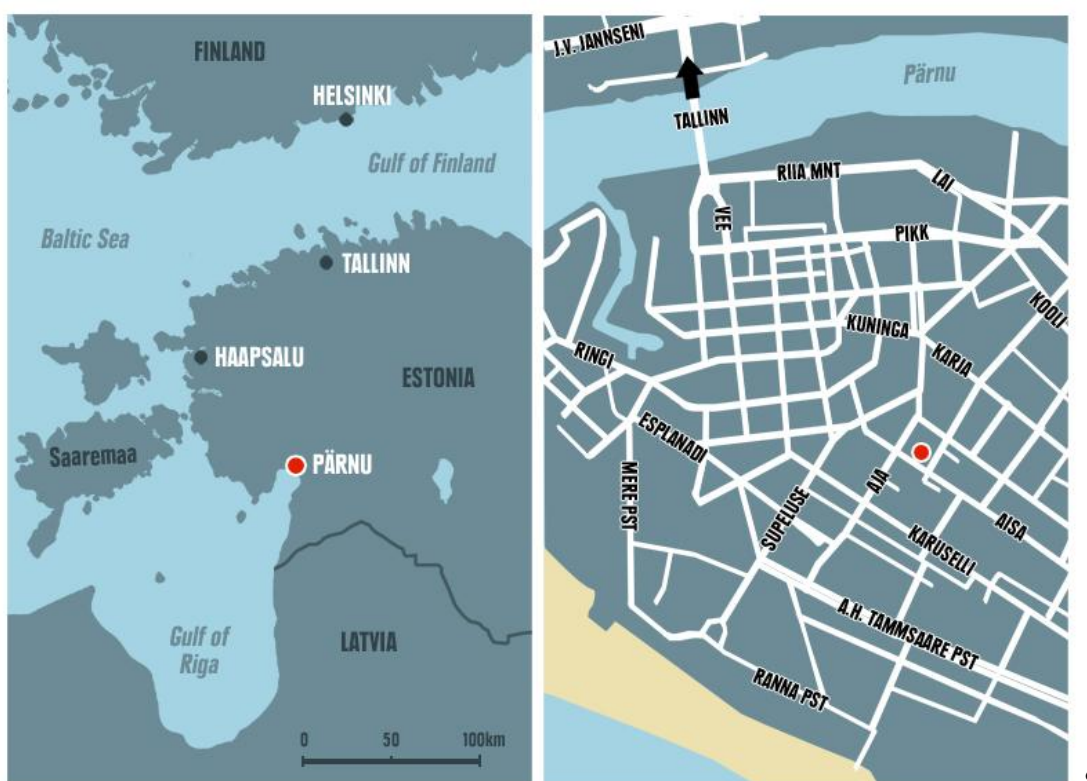 FINLAND
HELSINKI
Gulf of Finland
Baltic Sea
TALLINN
HAAPSALU
ESTONIA
Saaremaa
PÄRNU
Gulf of
Riga
LATVIA
0 50 100km
J.V. JANNSENI
Pärnu
TALLINN
RIIA MNT
LAI
VEE
PIKK
KOOLI
KUNINGA
KARJA
RINGI
ESPLANADI
MERE PST
AIA
SUPELUSE
AISA
KARUSELLI
A.H. TAMMSAARE PST
RANNA PST